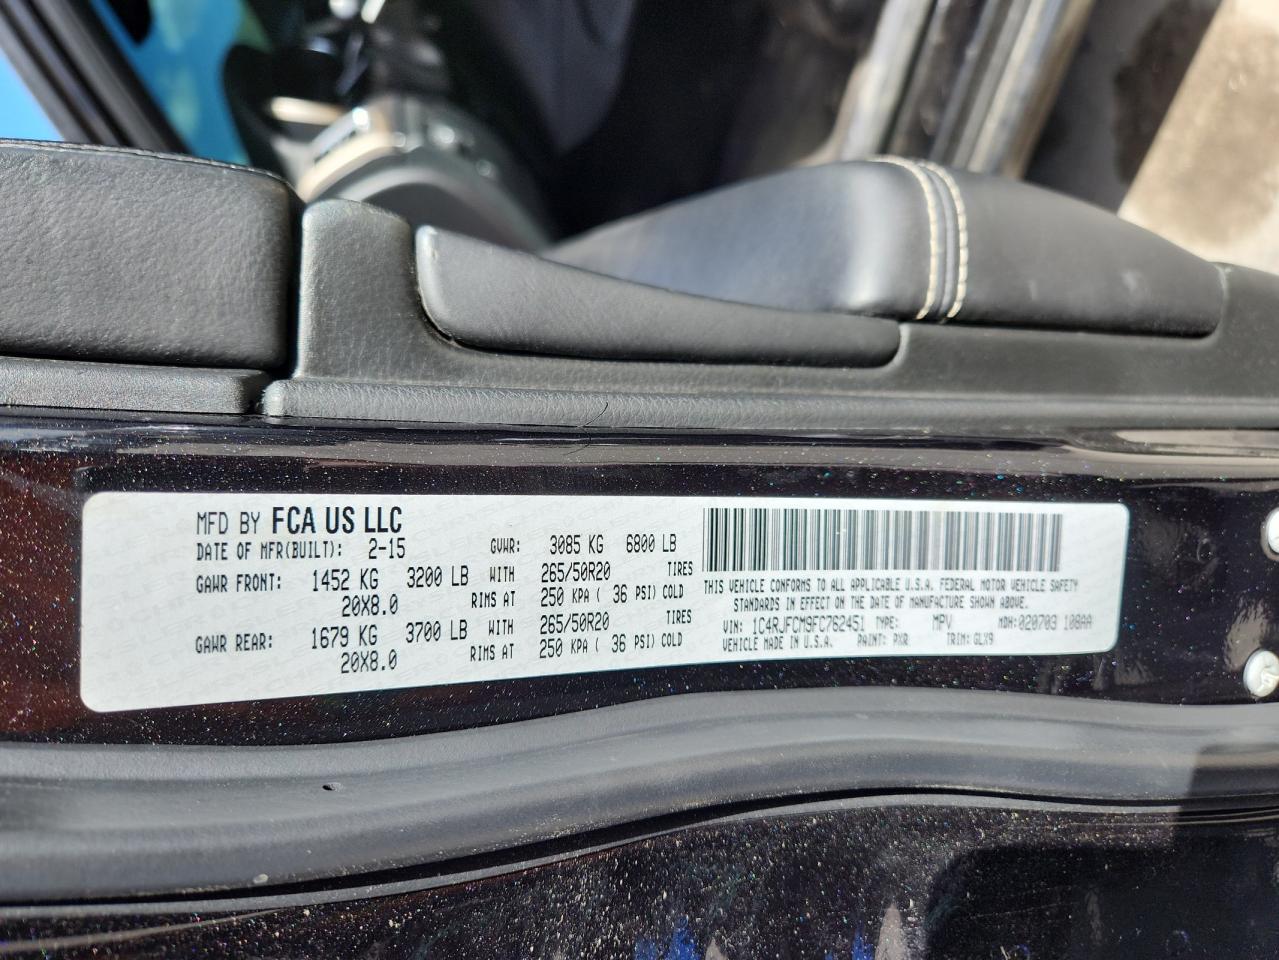 MFD BY FCA US LLC
DATE OF MFR(BUILT): 2-15 GVWR: 3085 KG 6800 LB
GAWR FRONT: 1452 KG 3200 LB WITH 265/50R20 TIRES
20X8.0 RIMS AT 250 KPA ( 36 PSI) COLD
GAWR REAR: 1679 KG 3700 LB WITH 265/50R20 TIRES
20X8.0 RIMS AT 250 KPA ( 36 PSI) COLD
THIS VEHICLE CONFORMS TO ALL APPLICABLE U.S.A. FEDERAL MOTOR VEHICLE SAFETY
STANDARDS IN EFFECT ON THE DATE OF MANUFACTURE SHOWN ABOVE.
VIN: 1C4RJFCM9FC762451 TYPE: MPV MDH: 020703 108AA
VEHICLE MADE IN U.S.A. PAINT: PXR TRIM: GLX9